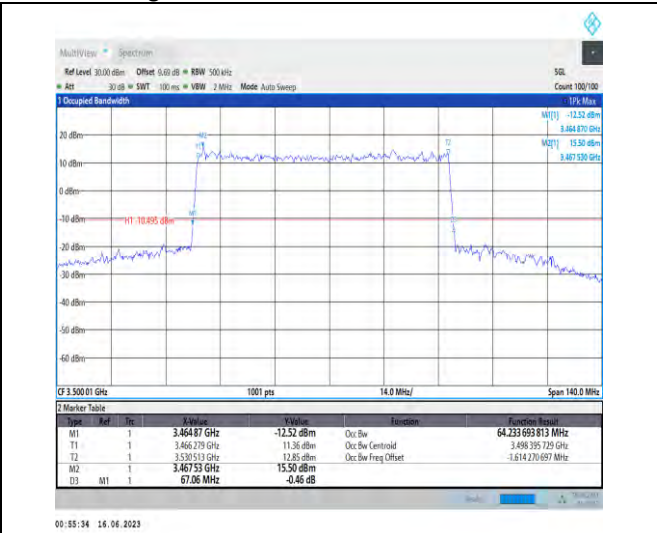 MultiView Spectrum
Ref Level 30.00 dBm Offset 9.69 dB RBW 500 kHz SGL
Att 30 dB SWT 100 ms VBW 2 MHz Mode Auto Sweep Count 100/100
1 Occupied Bandwidth 1Pk Max
M1[1] -12.52 dBm
3.464 870 GHz
20 dBm M2 T2 M2[1] 15.50 dBm
T1 3.467 530 GHz
10 dBm
0 dBm
M1
-10 dBm H1 -10.495 dBm
-20 dBm
-30 dBm
-40 dBm
-50 dBm
-60 dBm
CF 3.500 01 GHz 1001 pts 14.0 MHz/ Span 140.0 MHz
2 Marker Table
Type Ref Trc X-Value Y-Value Function Function Result
M1 1 3.464 87 GHz -12.52 dBm Occ Bw 64.233 693 813 MHz
T1 1 3.466 279 GHz 11.36 dBm Occ Bw Centroid 3.498 395 729 GHz
T2 1 3.530 513 GHz 12.85 dBm Occ Bw Freq Offset -1.614 270 697 MHz
M2 1 3.467 53 GHz 15.50 dBm
D3 M1 1 67.06 MHz -0.46 dB
00:55:34 16.06.2023